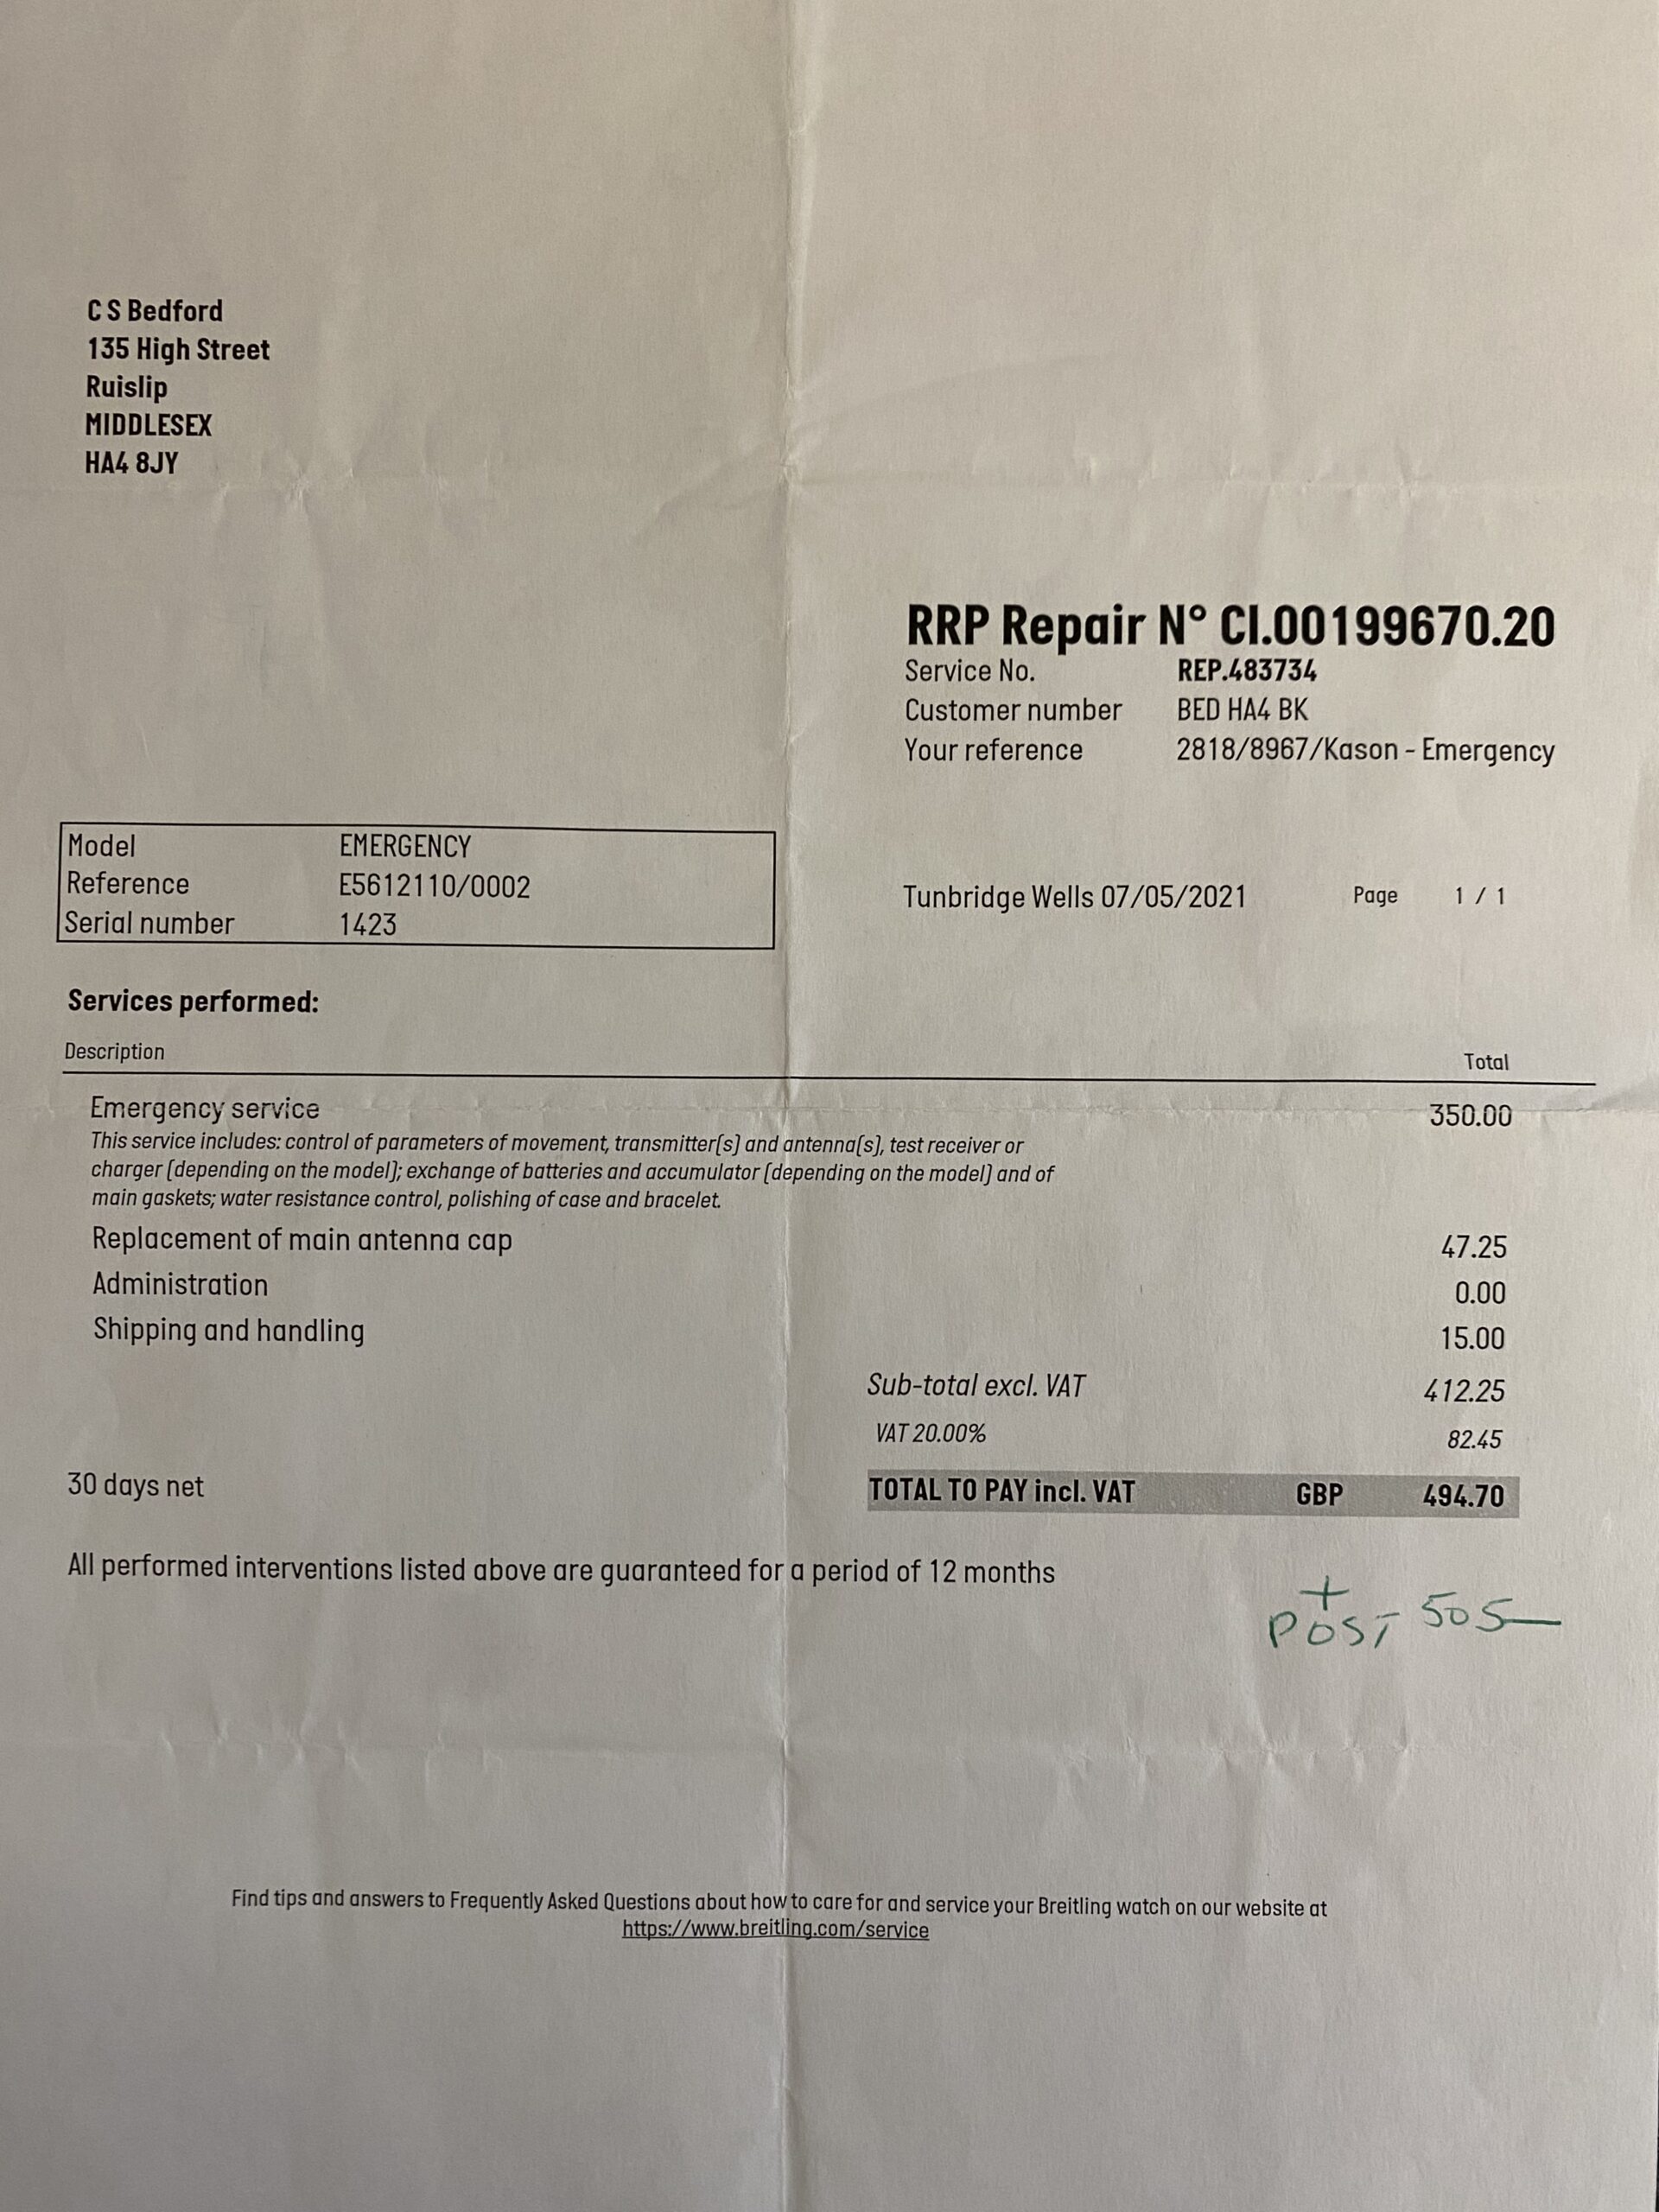 C S Bedford
135 High Street
Ruislip
MIDDLESEX
HA4 8JY
RRP Repair N° CI.00199670.20
Service No. REP.483734
Customer number BED HA4 BK
Your reference 2818/8967/Kason - Emergency
Model EMERGENCY
Reference E5612110/0002
Serial number 1423
Tunbridge Wells 07/05/2021 Page 1 / 1
Services performed:
Description Total
Emergency service 350.00
This service includes: control of parameters of movement, transmitter(s) and antenna(s), test receiver or
charger (depending on the model); exchange of batteries and accumulator (depending on the model) and of
main gaskets; water resistance control, polishing of case and bracelet.
Replacement of main antenna cap 47.25
Administration 0.00
Shipping and handling 15.00
Sub-total excl. VAT 412.25
VAT 20.00% 82.45
30 days net TOTAL TO PAY incl. VAT GBP 494.70
All performed interventions listed above are guaranteed for a period of 12 months
+
POST 505—
Find tips and answers to Frequently Asked Questions about how to care for and service your Breitling watch on our website at
https://www.breitling.com/service